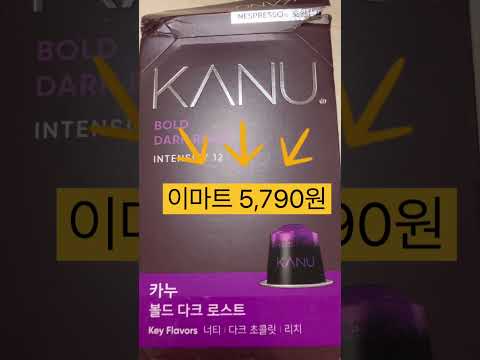 NESPRESSO®
KANU®
BOLD
DARK
INTENSITY 12
이마트 5,790원
KANU
카누
볼드 다크 로스트
Key Flavors 너티 | 다크 초콜릿 | 리치